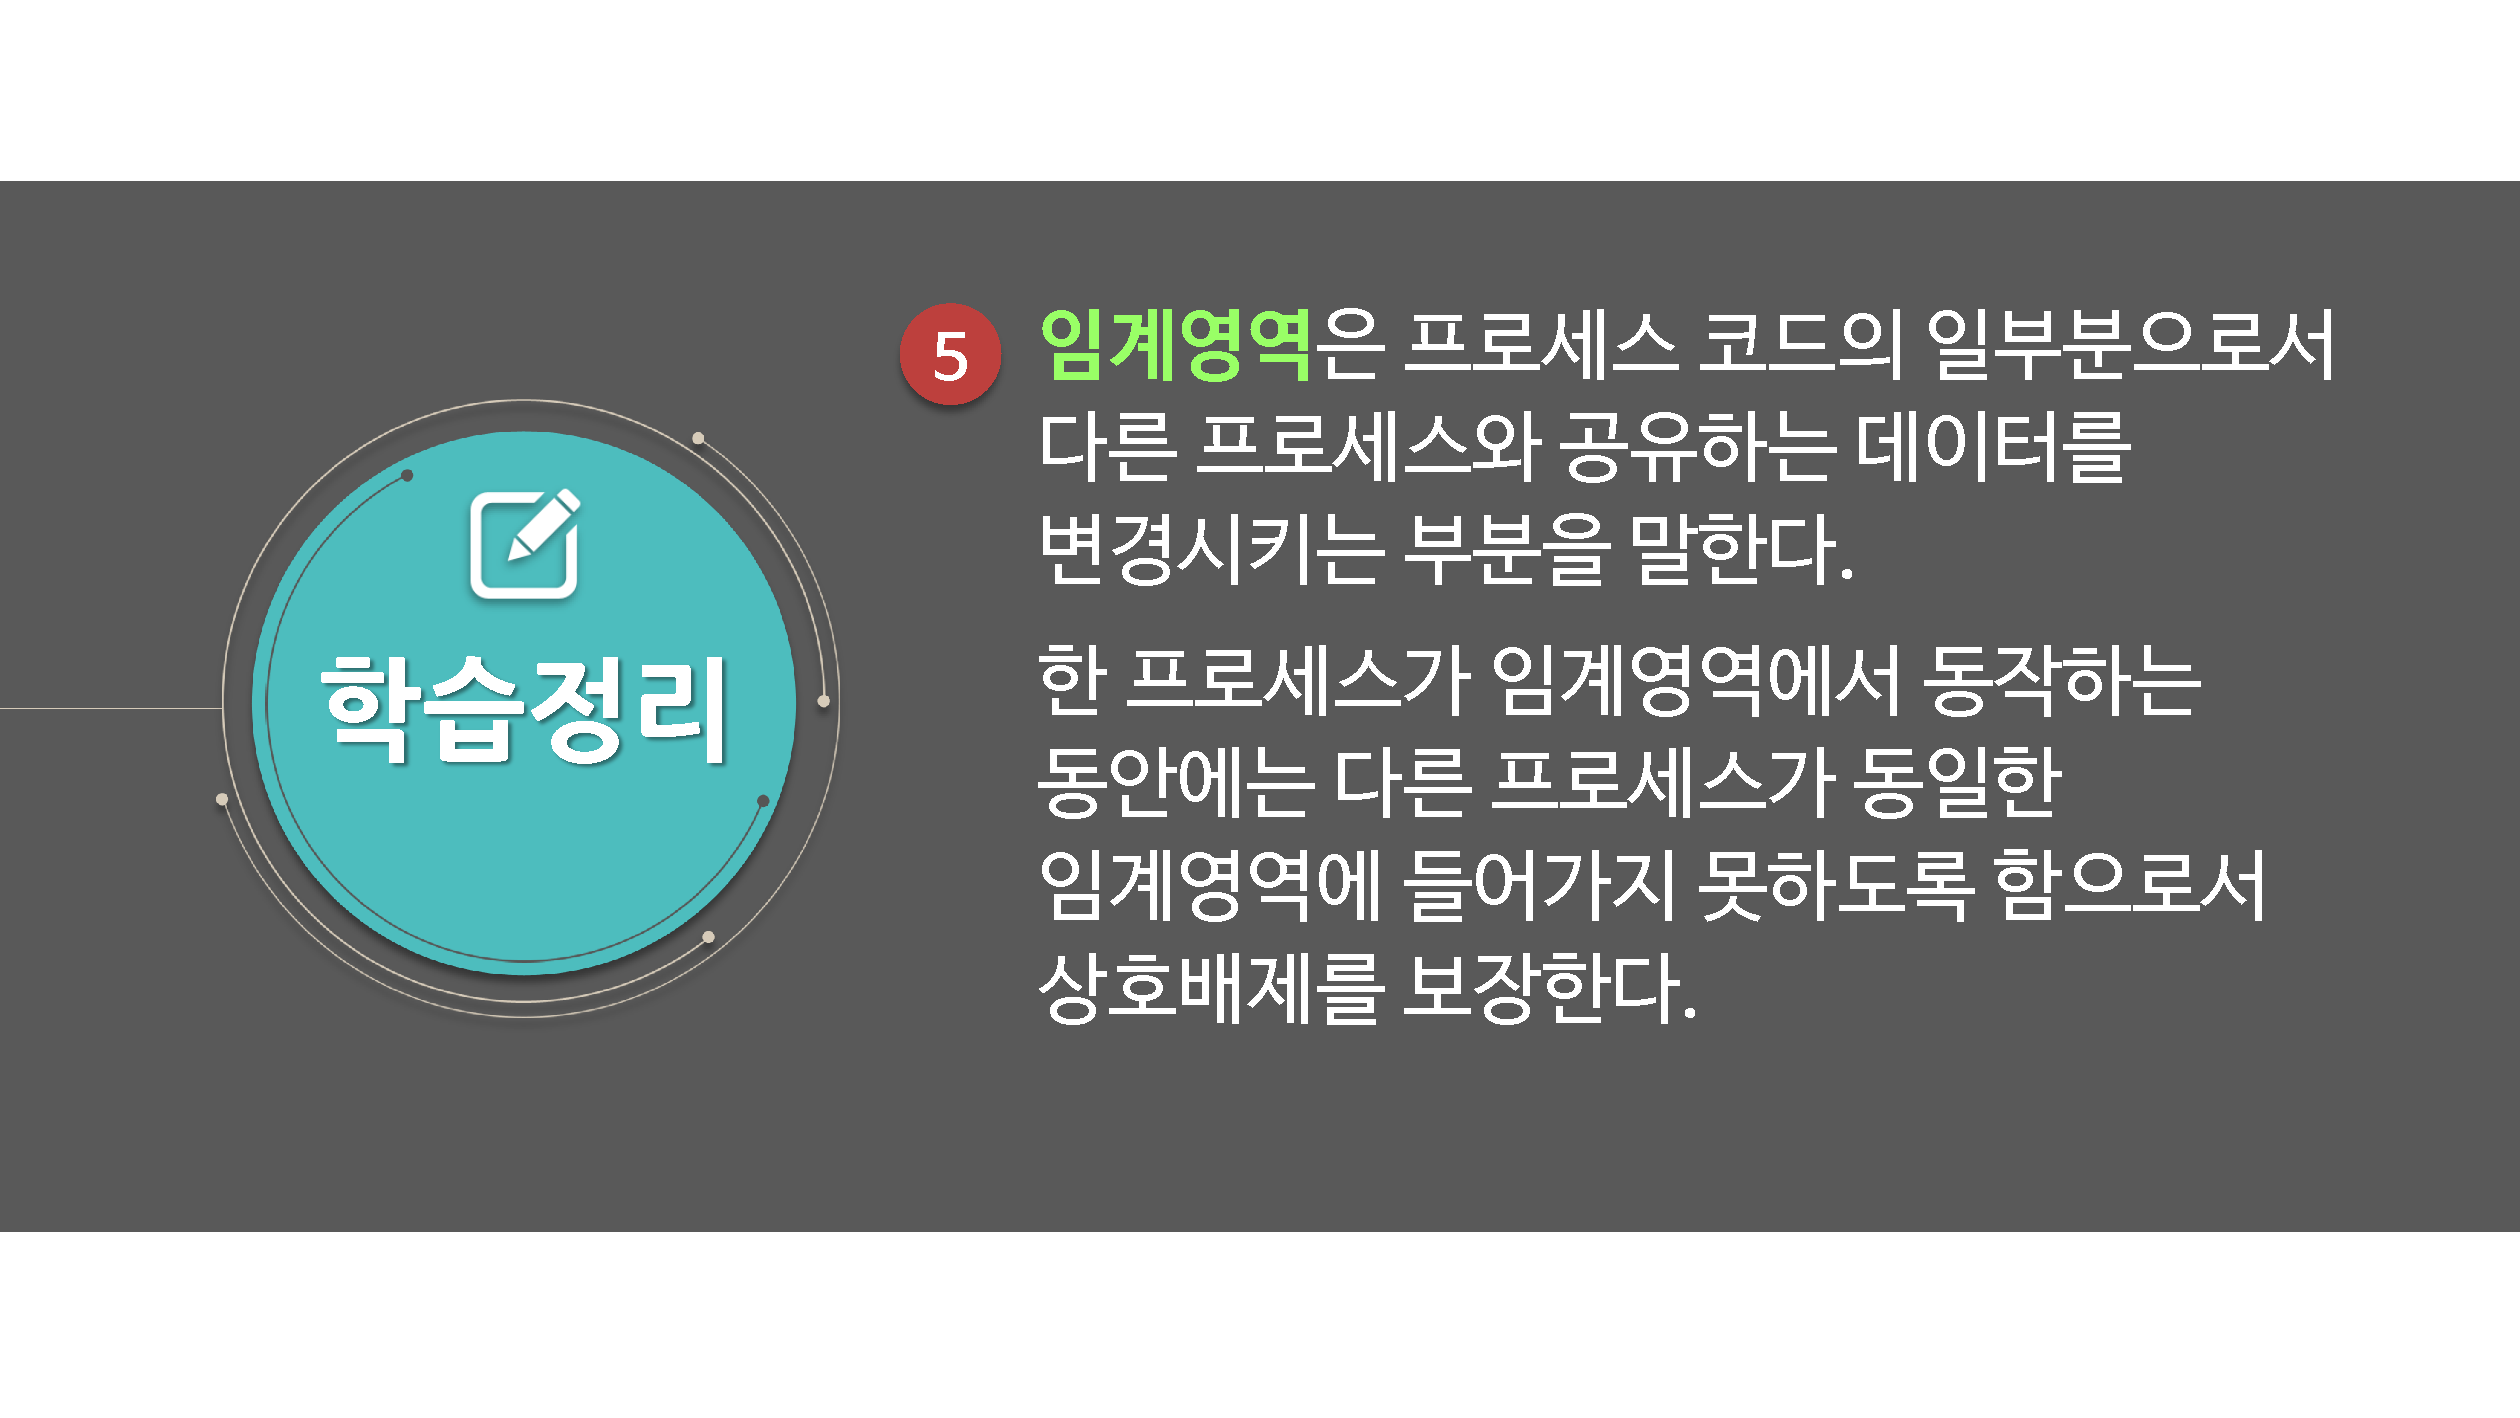 학습정리
5
임계영역은 프로세스 코드의 일부분으로서
다른 프로세스와 공유하는 데이터를
변경시키는 부분을 말한다.
한 프로세스가 임계영역에서 동작하는
동안에는 다른 프로세스가 동일한
임계영역에 들어가지 못하도록 함으로서
상호배제를 보장한다.